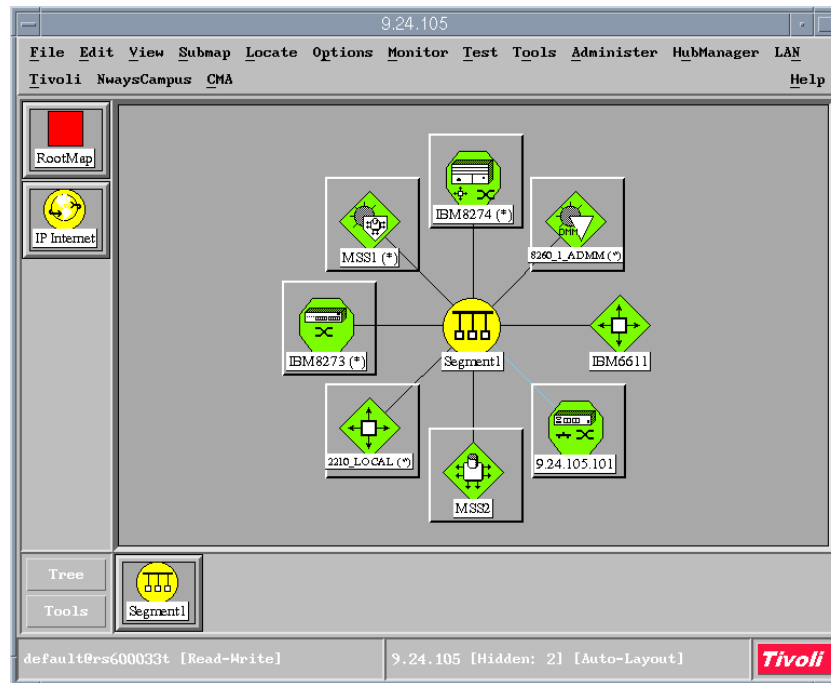 9.24.105
File Edit View Submap Locate Options Monitor Test Tools Administer HubManager LAN
Tivoli NwaysCampus CMA Help
RootMap
IP Internet
IBM8274 (*)
MSS1 (*)
DMM
8260_1_ADMM (*)
IBM8273 (*)
Segment1
IBM6611
2210_LOCAL (*)
9.24.105.101
MSS2
Tree
Tools
Segment1
default@rs600033t [Read-Write] 9.24.105 [Hidden: 2] [Auto-Layout] Tivoli